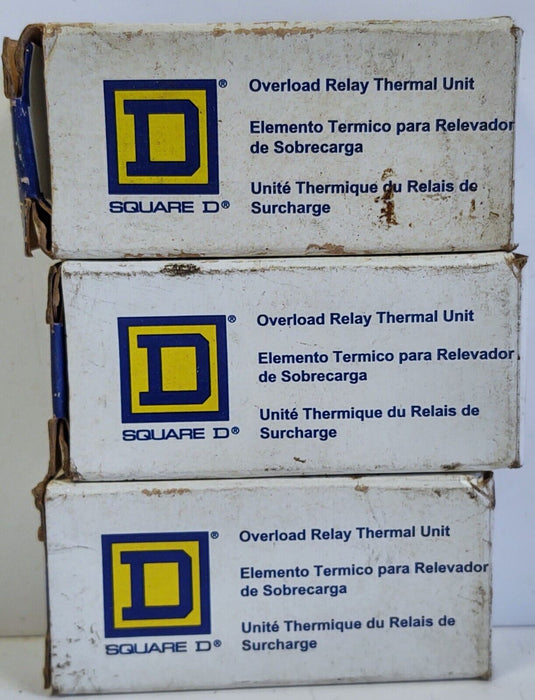 D®
SQUARE D®
Overload Relay Thermal Unit
Elemento Termico para Relevador
de Sobrecarga
Unité Thermique du Relais de
Surcharge
D®
SQUARE D®
Overload Relay Thermal Unit
Elemento Termico para Relevador
de Sobrecarga
Unité Thermique du Relais de
Surcharge
D®
SQUARE D®
Overload Relay Thermal Unit
Elemento Termico para Relevador
de Sobrecarga
Unité Thermique du Relais de
Surcharge